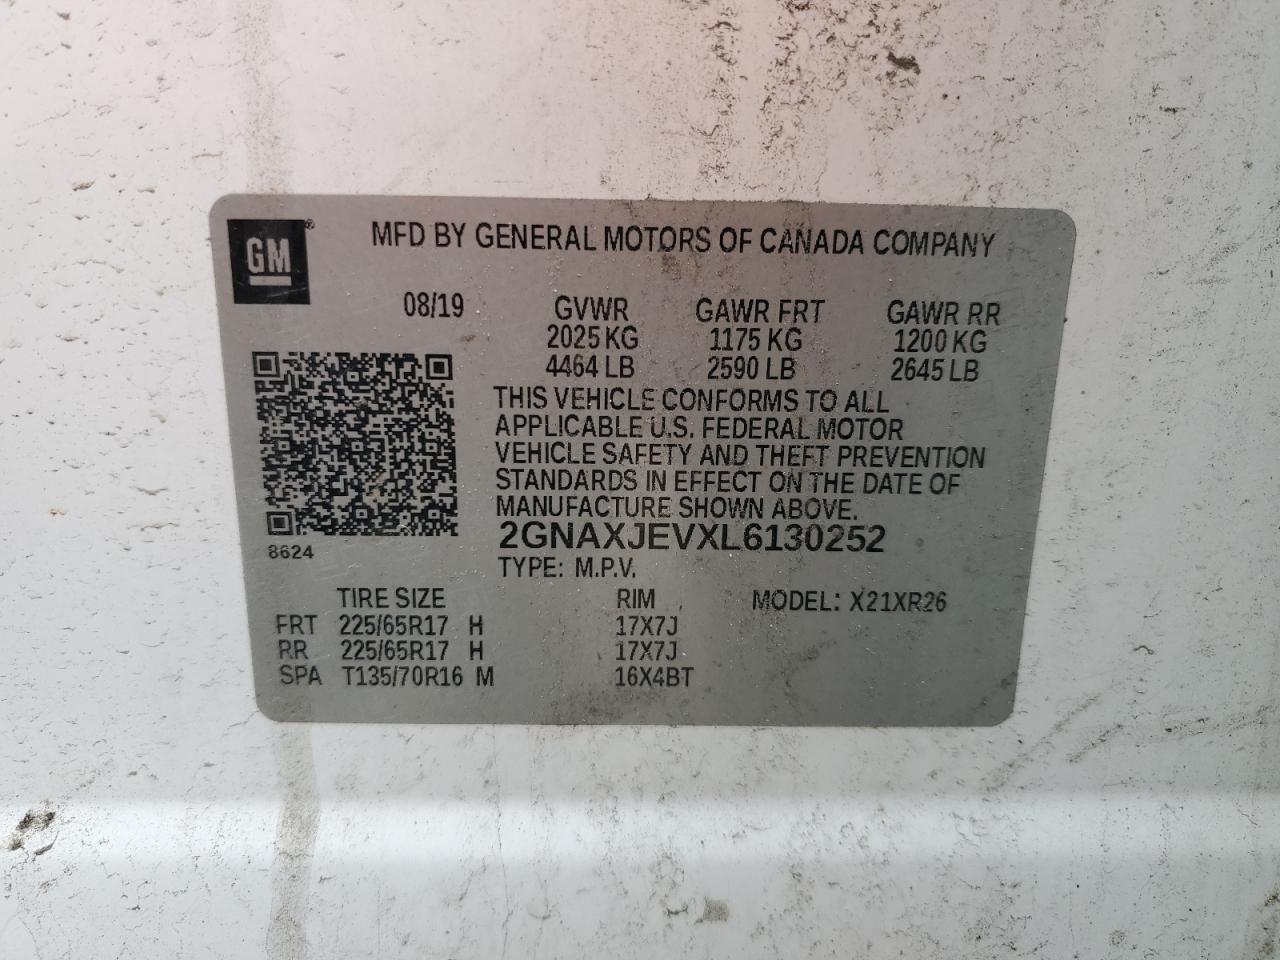 GM ®
MFD BY GENERAL MOTORS OF CANADA COMPANY
08/19 GVWR GAWR FRT GAWR RR
2025 KG 1175 KG 1200 KG
4464 LB 2590 LB 2645 LB
THIS VEHICLE CONFORMS TO ALL
APPLICABLE U.S. FEDERAL MOTOR
VEHICLE SAFETY AND THEFT PREVENTION
STANDARDS IN EFFECT ON THE DATE OF
MANUFACTURE SHOWN ABOVE.
8624
2GNAXJEVXL6130252
TYPE: M.P.V.
TIRE SIZE RIM MODEL: X21XR26
FRT 225/65R17 H 17X7J
RR 225/65R17 H 17X7J
SPA T135/70R16 M 16X4BT